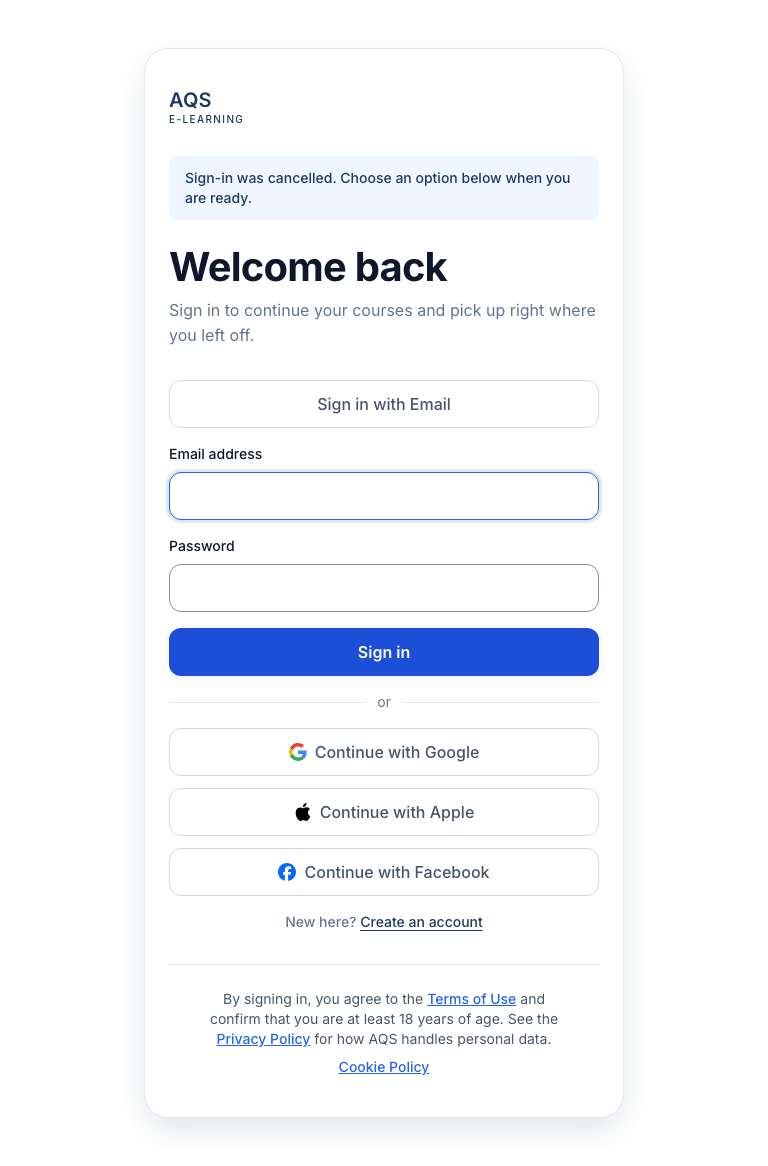 AQS
E-LEARNING
Sign-in was cancelled. Choose an option below when you
are ready.
Welcome back
Sign in to continue your courses and pick up right where
you left off.
Sign in with Email
Email address
Password
Sign in
or
Continue with Google
Continue with Apple
Continue with Facebook
New here? Create an account
By signing in, you agree to the Terms of Use and
confirm that you are at least 18 years of age. See the
Privacy Policy for how AQS handles personal data.
Cookie Policy